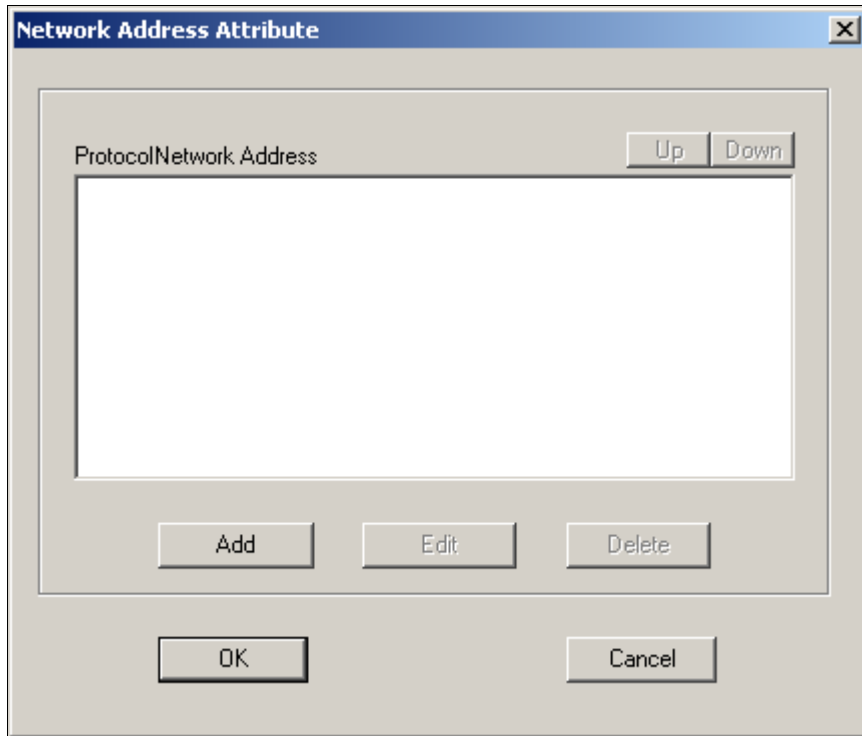 Network Address Attribute
ProtocolNetwork Address
Up Down
Add Edit Delete
OK Cancel